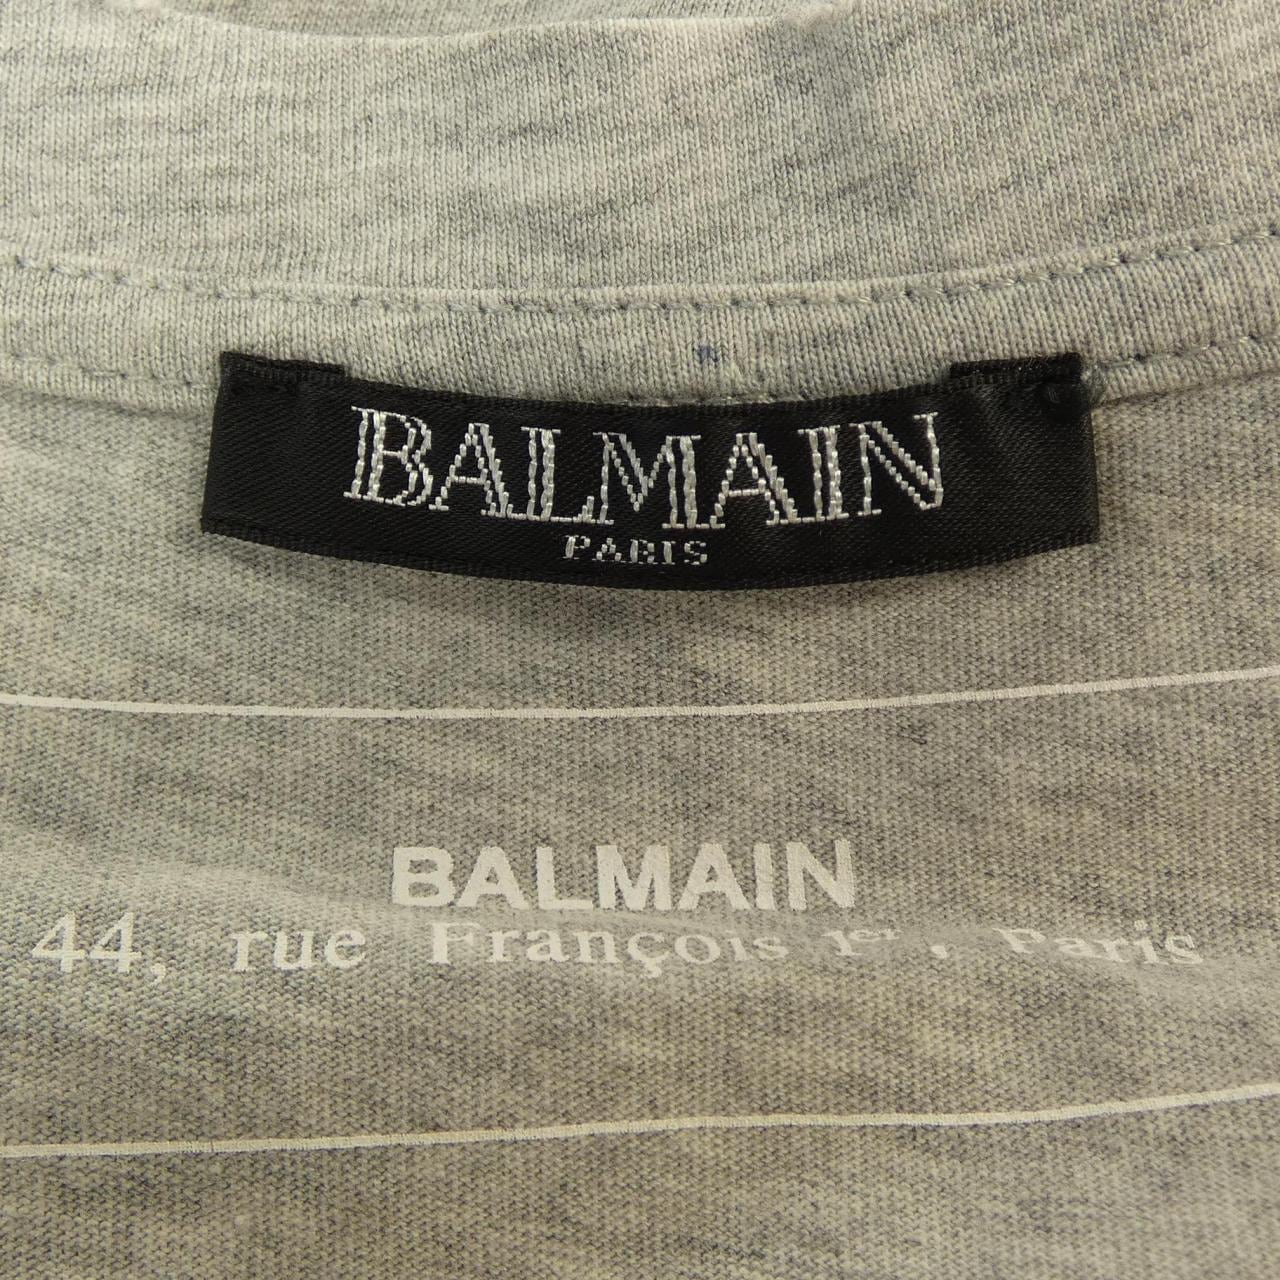 BALMAIN
PARIS
BALMAIN
44, rue François 1er, Paris